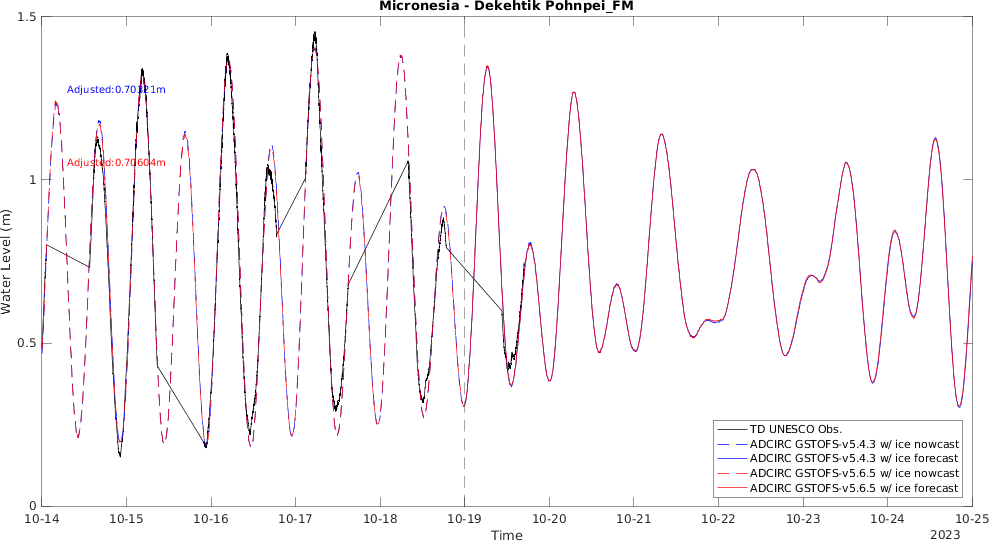 Micronesia - Dekehtik Pohnpei_FM
Water Level (m)
1.5
1
0.5
0
Adjusted:0.70321m
Adjusted:0.70604m
TD UNESCO Obs.
ADCIRC GSTOFS-v5.4.3 w/ ice nowcast
ADCIRC GSTOFS-v5.4.3 w/ ice forecast
ADCIRC GSTOFS-v5.6.5 w/ ice nowcast
ADCIRC GSTOFS-v5.6.5 w/ ice forecast
10-14 10-15 10-16 10-17 10-18 10-19 10-20 10-21 10-22 10-23 10-24 10-25
Time
2023